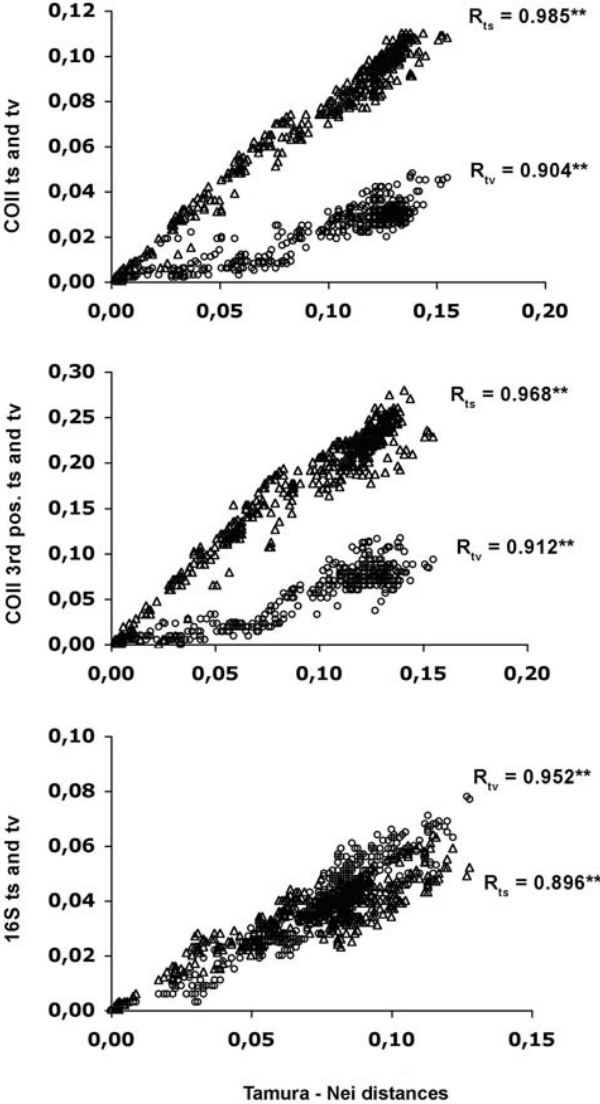 COII ts and tv
0,12
0,10
0,08
0,06
0,04
0,02
0,00
R_ts = 0.985**
R_tv = 0.904**
0,00 0,05 0,10 0,15 0,20
COII 3rd pos. ts and tv
0,30
0,25
0,20
0,15
0,10
0,05
0,00
R_ts = 0.968**
R_tv = 0.912**
0,00 0,05 0,10 0,15 0,20
16S ts and tv
0,10
0,08
0,06
0,04
0,02
0,00
R_tv = 0.952**
R_ts = 0.896**
0,00 0,05 0,10 0,15
Tamura - Nei distances